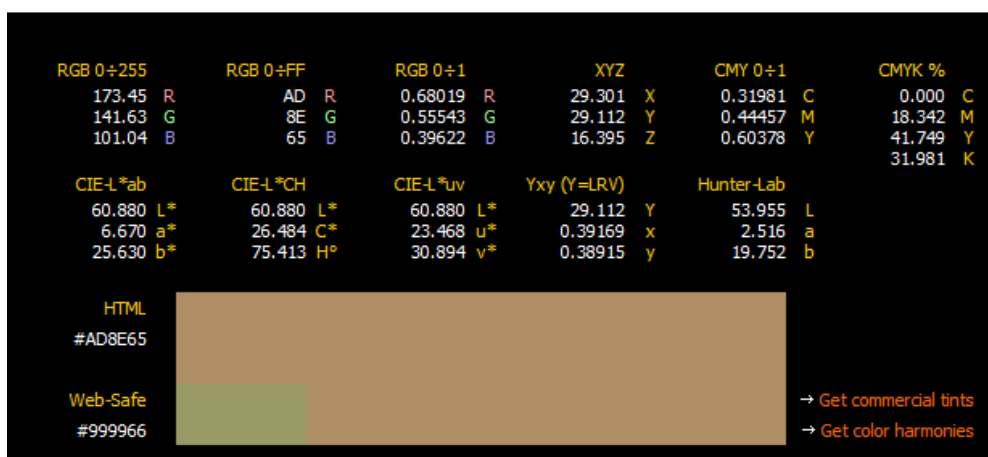 RGB 0÷255 RGB 0÷FF RGB 0÷1 XYZ CMY 0÷1 CMYK %
173.45 R AD R 0.68019 R 29.301 X 0.31981 C 0.000 C
141.63 G 8E G 0.55543 G 29.112 Y 0.44457 M 18.342 M
101.04 B 65 B 0.39622 B 16.395 Z 0.60378 Y 41.749 Y
31.981 K
CIE-L*ab CIE-L*CH CIE-L*uv Yxy (Y=LRV) Hunter-Lab
60.880 L* 60.880 L* 60.880 L* 29.112 Y 53.955 L
6.670 a* 26.484 C* 23.468 u* 0.39169 x 2.516 a
25.630 b* 75.413 H° 30.894 v* 0.38915 y 19.752 b
HTML
#AD8E65
Web-Safe → Get commercial tints
#999966 → Get color harmonies